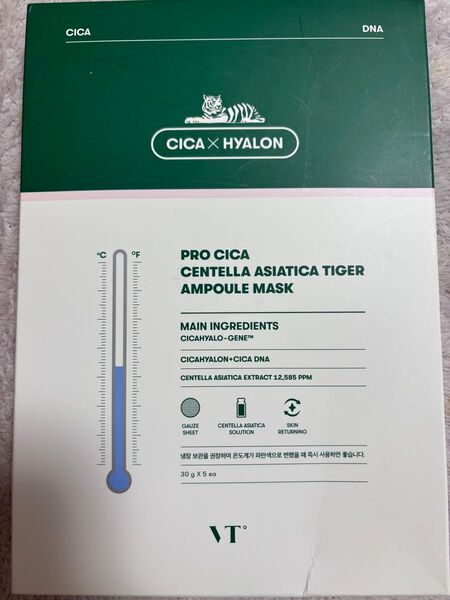 CICA DNA
CICA × HYALON
°C °F
PRO CICA
CENTELLA ASIATICA TIGER
AMPOULE MASK
MAIN INGREDIENTS
CICAHYALO-GENE™
CICAHYALON+CICA DNA
CENTELLA ASIATICA EXTRACT 12,585 PPM
GAUZE
SHEET
CENTELLA ASIATICA
SOLUTION
SKIN
RETURNING
냉장 보관을 권장하며 온도계가 파란색으로 변했을 때 즉시 사용하면 좋습니다.
30 g X 5 ea
VT°